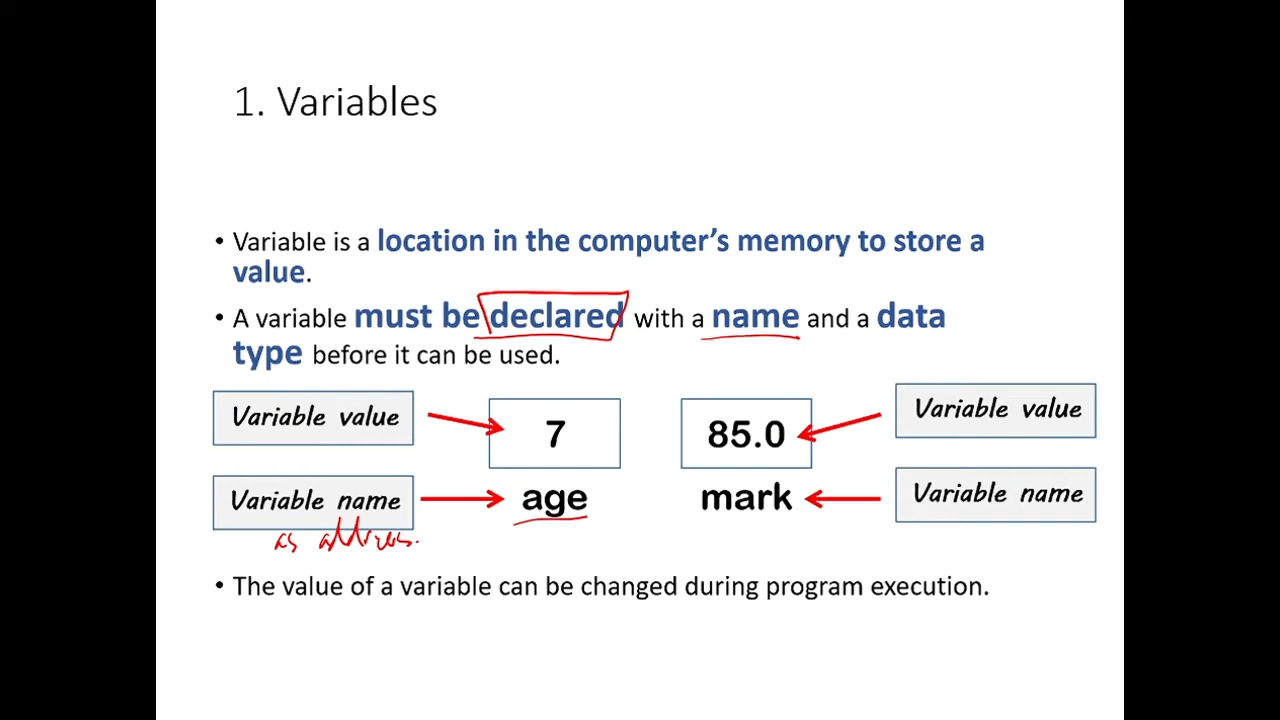 1. Variables
• Variable is a location in the computer's memory to store a
value.
• A variable must be declared with a name and a data
type before it can be used.
Variable value
7
85.0
Variable value
Variable name
age
mark
Variable name
as address.
• The value of a variable can be changed during program execution.